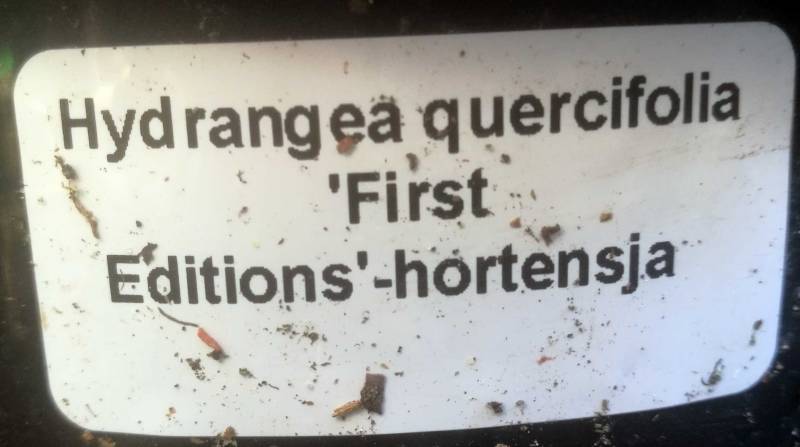 Hydrangea quercifolia
'First
Editions'-hortensja